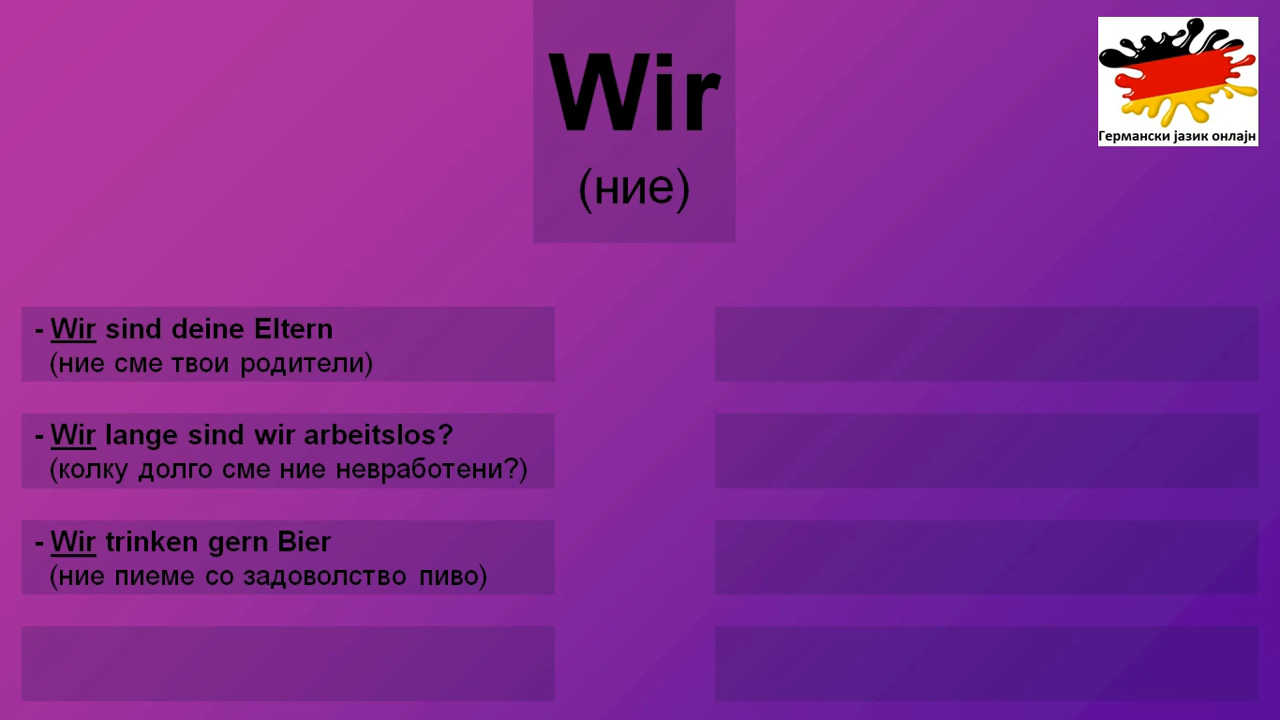 Wir
(ние)
Германски јазик онлајн
- Wir sind deine Eltern
(ние сме твои родители)
- Wir lange sind wir arbeitslos?
(колку долго сме ние невработени?)
- Wir trinken gern Bier
(ние пиеме со задоволство пиво)